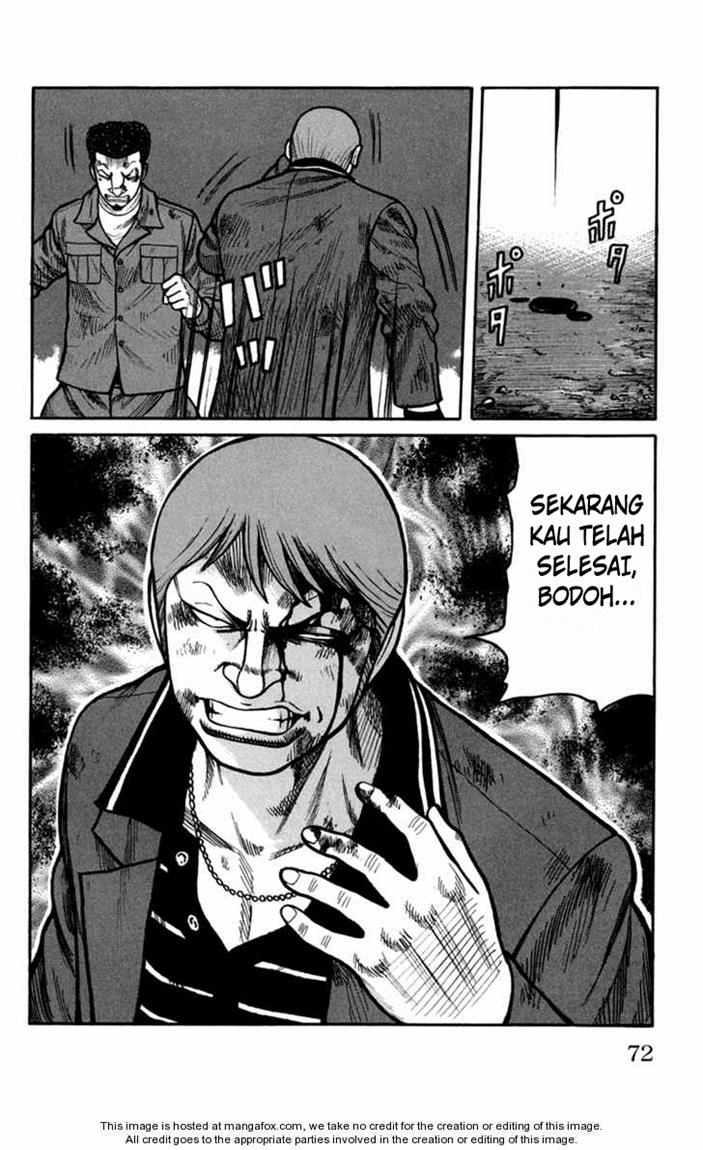 ポタ
ポタ
バッ
バッ
SEKARANG
KAU TELAH
SELESAI,
BODOH...
72
This image is hosted at mangafox.com, we take no credit for the creation or editing of this image.
All credit goes to the appropriate parties involved in the creation or editing of this image.